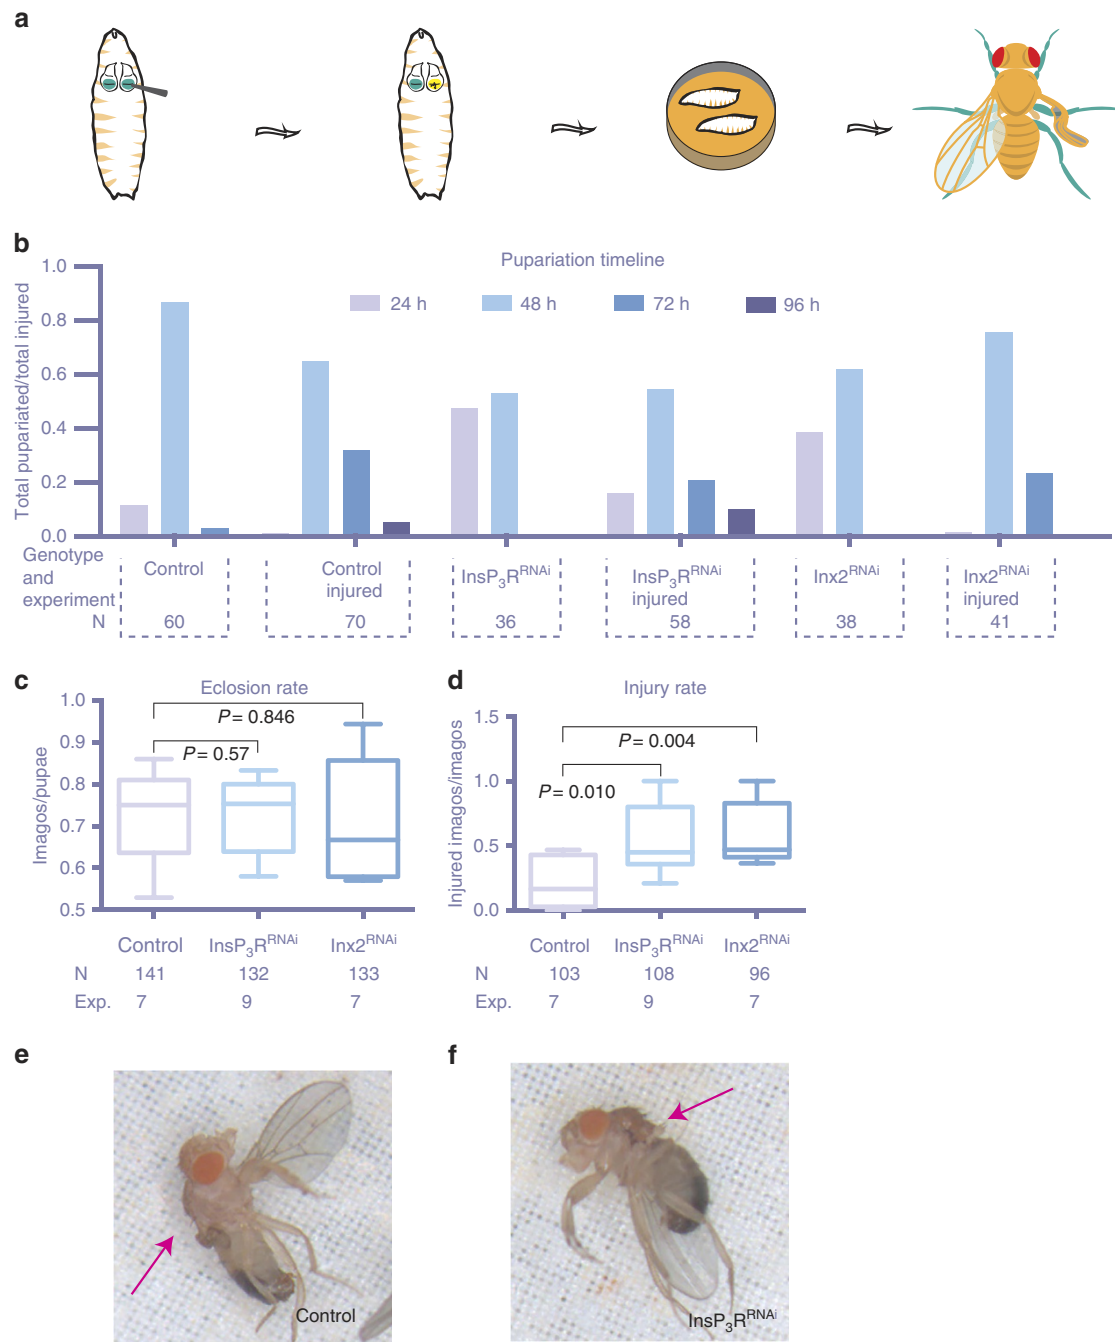 a
b
Pupariation timeline
24 h 48 h 72 h 96 h
Total pupariated/total injured
1.0
0.8
0.6
0.4
0.2
0.0
Genotype and experiment
Control
Control injured
InsP₃Rᴿᴺᴬⁱ
InsP₃Rᴿᴺᴬⁱ injured
Inx2ᴿᴺᴬⁱ
Inx2ᴿᴺᴬⁱ injured
N 60 70 36 58 38 41
c
Eclosion rate
P = 0.846
P = 0.57
Imagos/pupae
1.0
0.9
0.8
0.7
0.6
0.5
Control InsP₃Rᴿᴺᴬⁱ Inx2ᴿᴺᴬⁱ
N 141 132 133
Exp. 7 9 7
d
Injury rate
P = 0.004
P = 0.010
Injured imagos/imagos
1.5
1.0
0.5
0.0
Control InsP₃Rᴿᴺᴬⁱ Inx2ᴿᴺᴬⁱ
N 103 108 96
Exp. 7 9 7
e
Control
f
InsP₃Rᴿᴺᴬⁱ